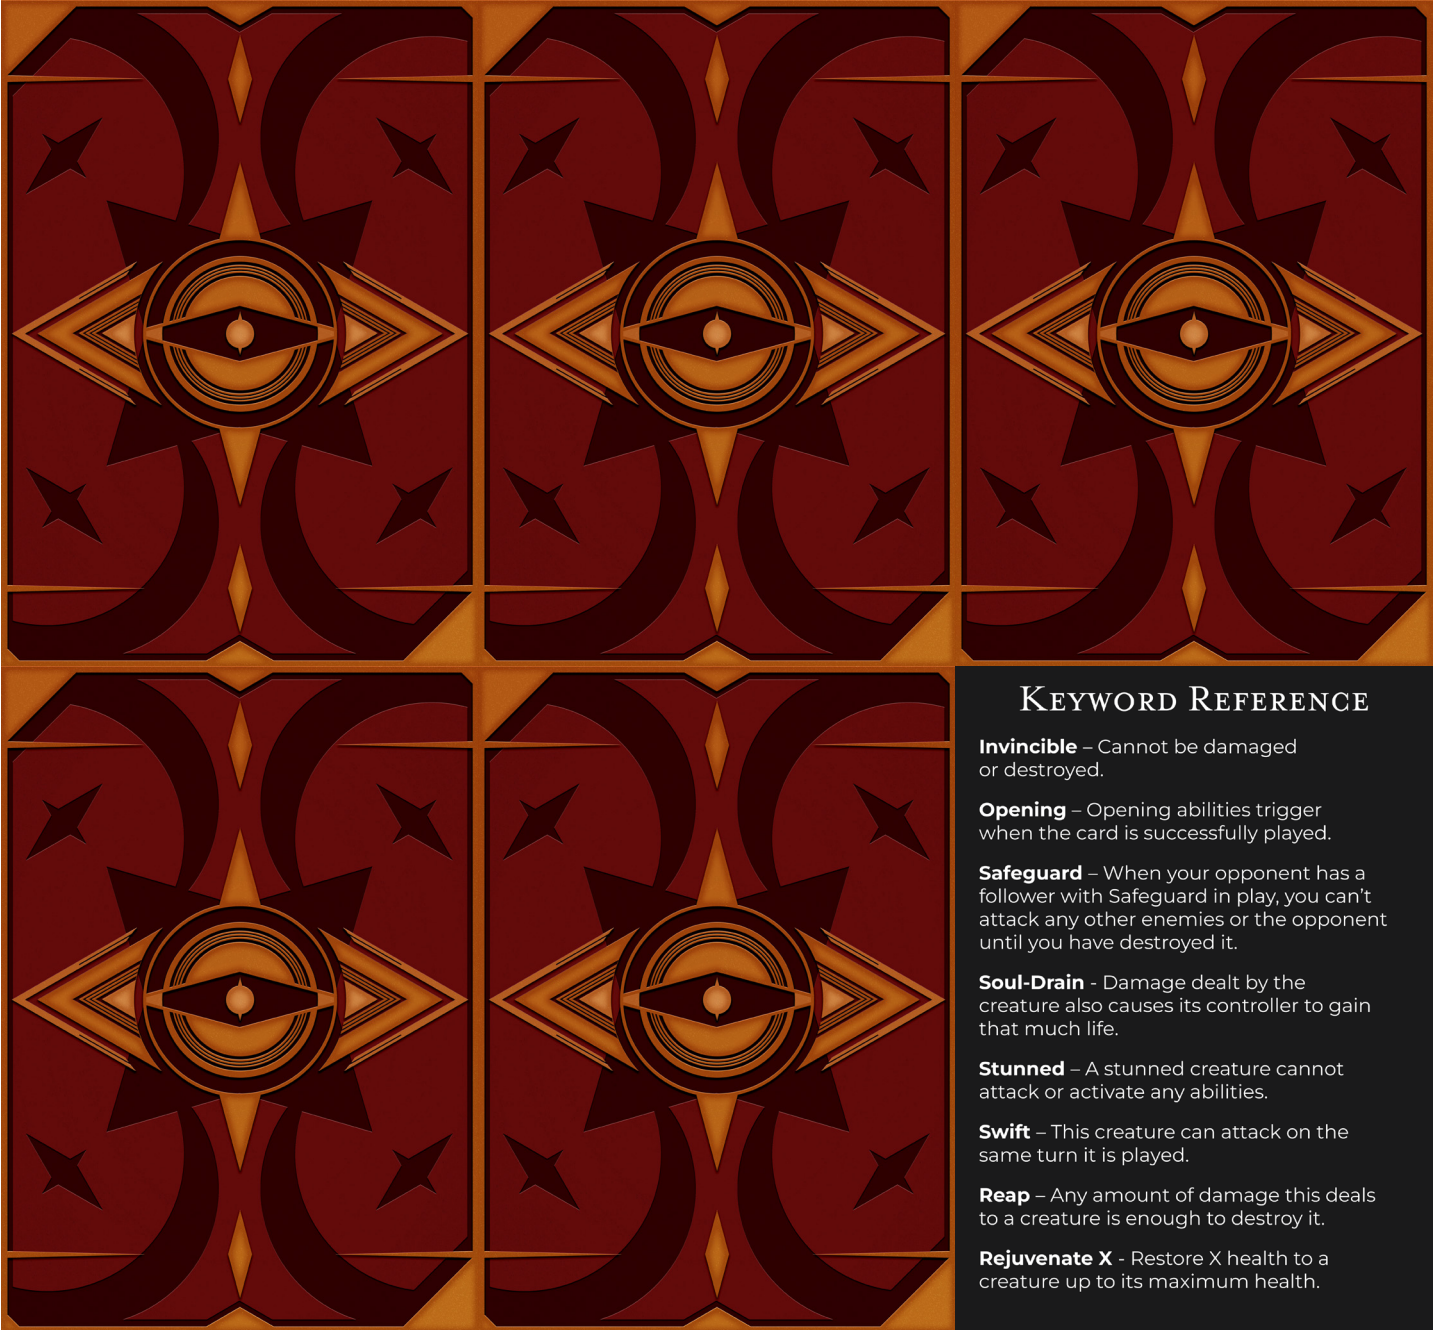 Keyword Reference
Invincible – Cannot be damaged
or destroyed.
Opening – Opening abilities trigger
when the card is successfully played.
Safeguard – When your opponent has a
follower with Safeguard in play, you can't
attack any other enemies or the opponent
until you have destroyed it.
Soul-Drain - Damage dealt by the
creature also causes its controller to gain
that much life.
Stunned – A stunned creature cannot
attack or activate any abilities.
Swift – This creature can attack on the
same turn it is played.
Reap – Any amount of damage this deals
to a creature is enough to destroy it.
Rejuvenate X - Restore X health to a
creature up to its maximum health.